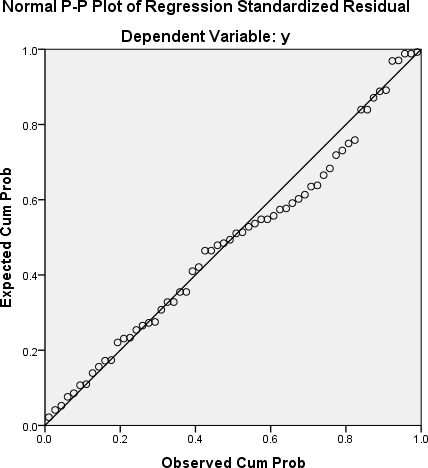 Normal P-P Plot of Regression Standardized Residual
Dependent Variable: y
Expected Cum Prob
1.0
0.8
0.6
0.4
0.2
0.0
0.0 0.2 0.4 0.6 0.8 1.0
Observed Cum Prob